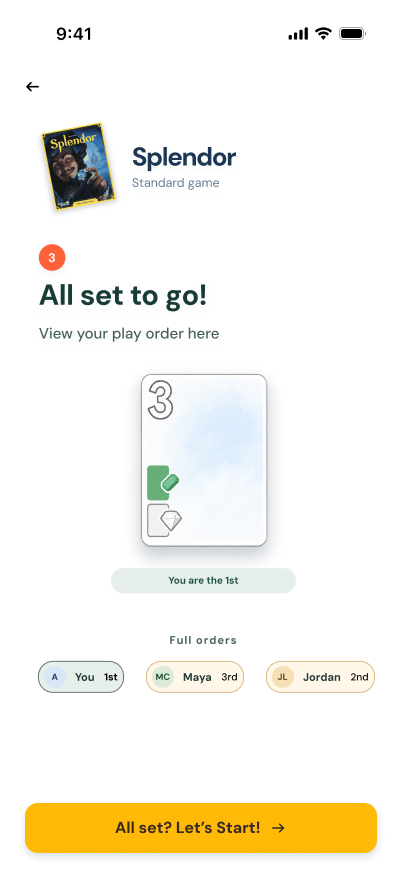 9:41
Splendor
Splendor
Standard game
3
All set to go!
View your play order here
3
You are the 1st
Full orders
A You 1st
MC Maya 3rd
JL Jordan 2nd
All set? Let's Start! →